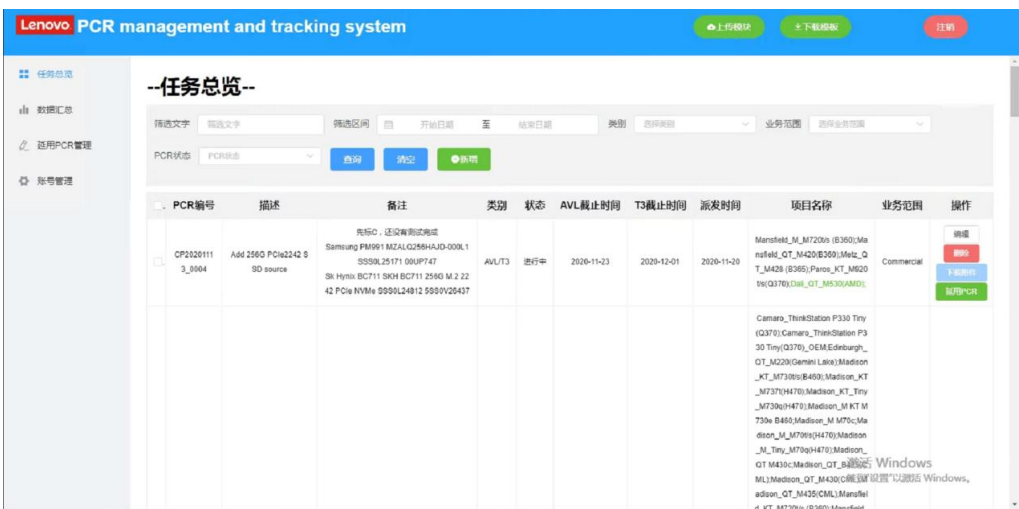 Lenovo PCR management and tracking system
上传模块
下载模板
注销
任务总览
数据汇总
适用PCR管理
账号管理
--任务总览--
筛选文字 筛选文字 筛选区间 开始日期 至 结束日期 类别 选择类别 业务范围 选择业务范围
PCR状态 PCR状态 查询 清空 新增
PCR编号 描述 备注 类别 状态 AVL截止时间 T3截止时间 派发时间 项目名称 业务范围 操作
CP2020111
3_0004
Add 256G PCIe2242 S
SD source
先标C，还没有测试完成
Samsung PM991 MZALQ256HAJD-000L1
SSS0L25171 00UP747
Sk Hynix BC711 SKH BC711 256G M.2 22
42 PCIe NVMe SSS0L24812 5SS0V26437
AVL/T3
进行中
2020-11-23
2020-12-01
2020-11-20
Mansfield_M_M720t/s (B360);Ma
nsfield_QT_M420(B360);Metz_Q
T_M428 (B365);Paros_KT_M920
t/s(Q370);Dali_QT_M530(AMD);
Commercial
编辑
删除
下载附件
适用PCR
Camaro_ThinkStation P330 Tiny
(Q370);Camaro_ThinkStation P3
30 Tiny(Q370)_OEM;Edinburgh_
QT_M220(Gemini Lake);Madison
_KT_M730t/s(B460);Madison_KT
_M737t(H470);Madison_KT_Tiny
_M730q(H470);Madison_M KT M
730e B460;Madison_M M70c;Ma
dison_M_M70t/s(H470);Madison
_M_Tiny_M70q(H470);Madison_
QT M430c;Madison_QT_B
ML);Madison_QT_M430(
adison_QT_M435(CML);Mansfiel
d_KT_M720t/s (B360);Mansfield
激活 Windows
转到"设置"以激活 Windows。